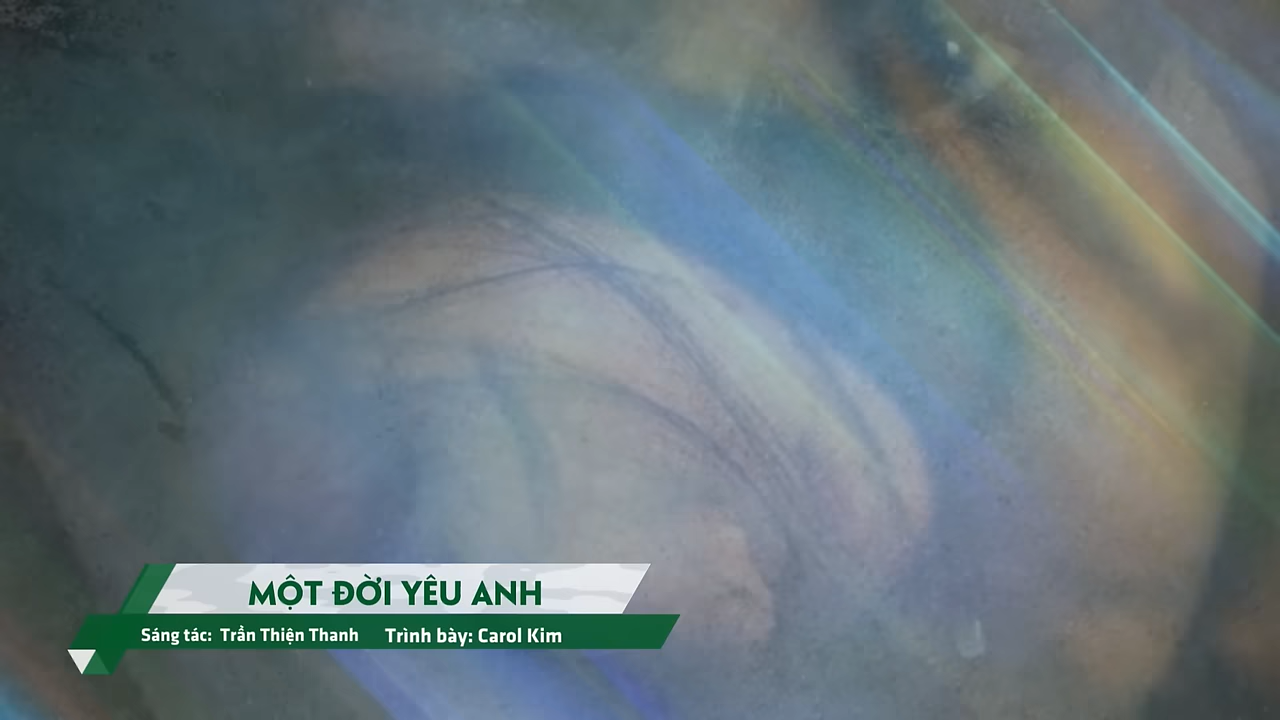 MỘT ĐỜI YÊU ANH
Sáng tác: Trần Thiện Thanh Trình bày: Carol Kim